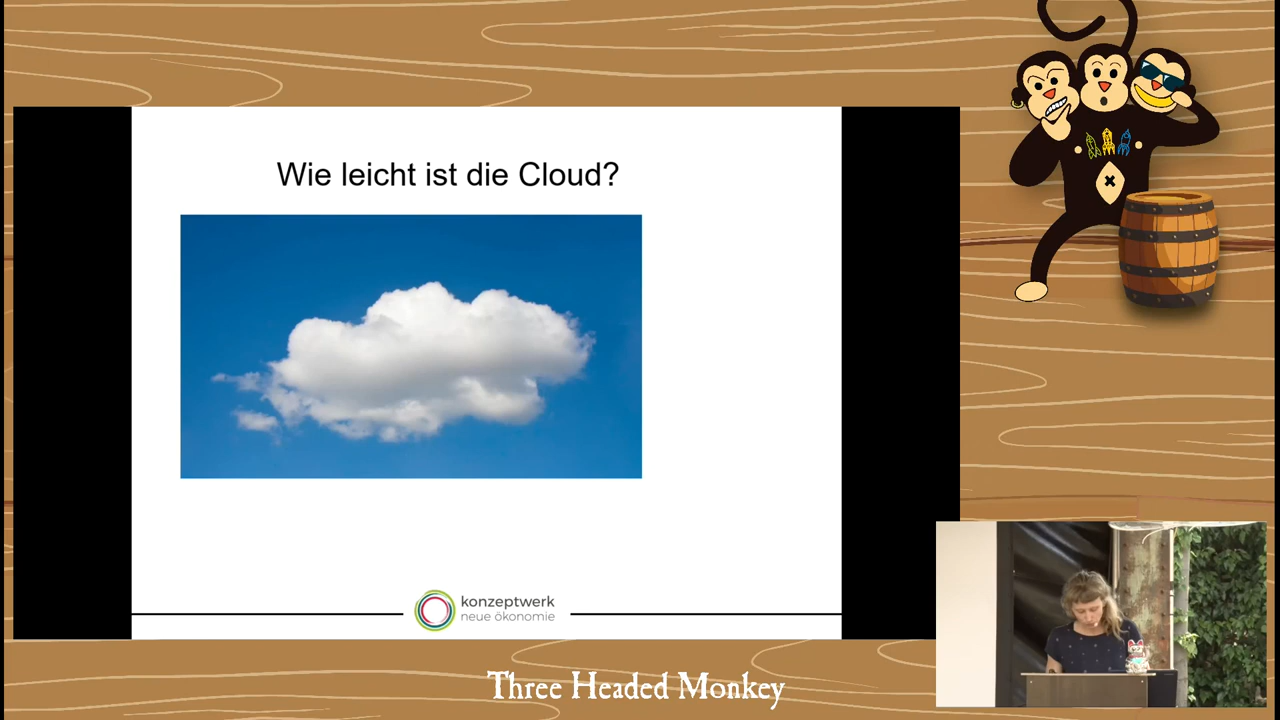 Wie leicht ist die Cloud?
konzeptwerk
neue ökonomie
Three Headed Monkey